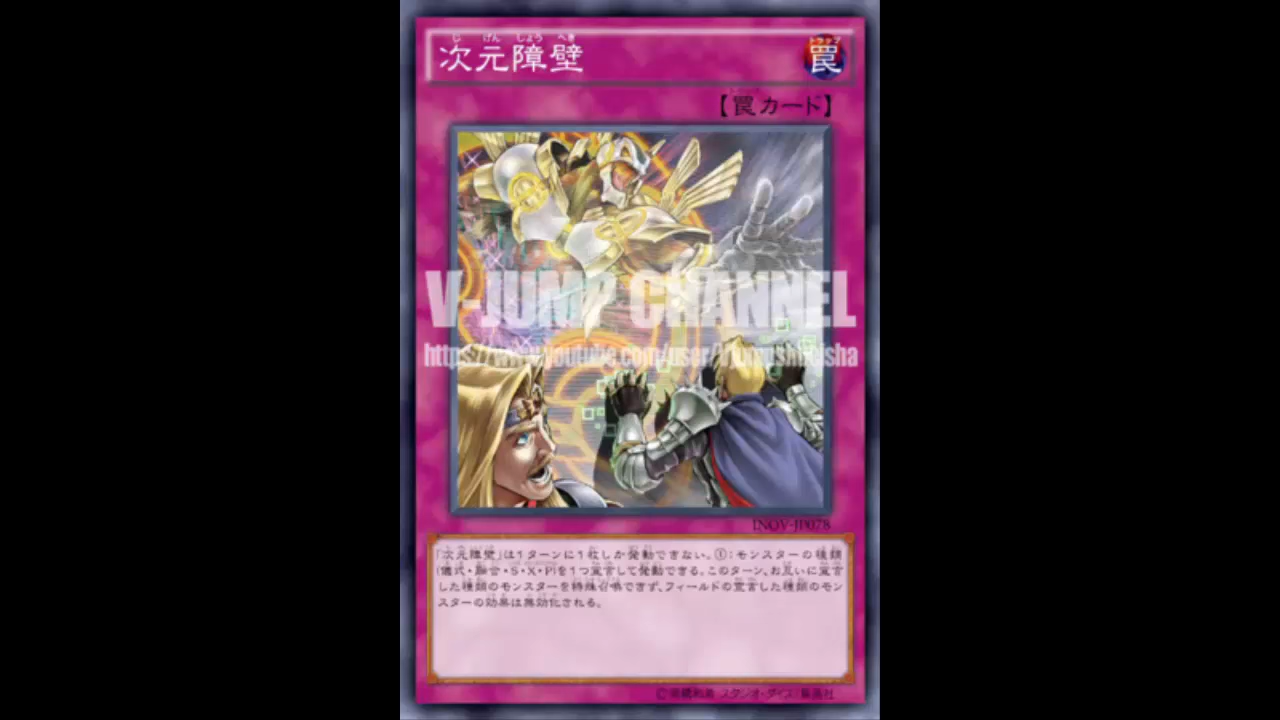 次元障壁
じ げん しょう へき
トラップ
罠
【罠カード】
V-JUMP CHANNEL
INOV-JP078
「次元障壁」は1ターンに1枚しか発動できない。①:モンスターの種類
(儀式・融合・S・X・P)を1つ宣言して発動できる。このターン、お互いに宣言
した種類のモンスターを特殊召喚できず、フィールドの宣言した種類のモン
スターの効果は無効化される。
©高橋和希 スタジオ・ダイス/集英社